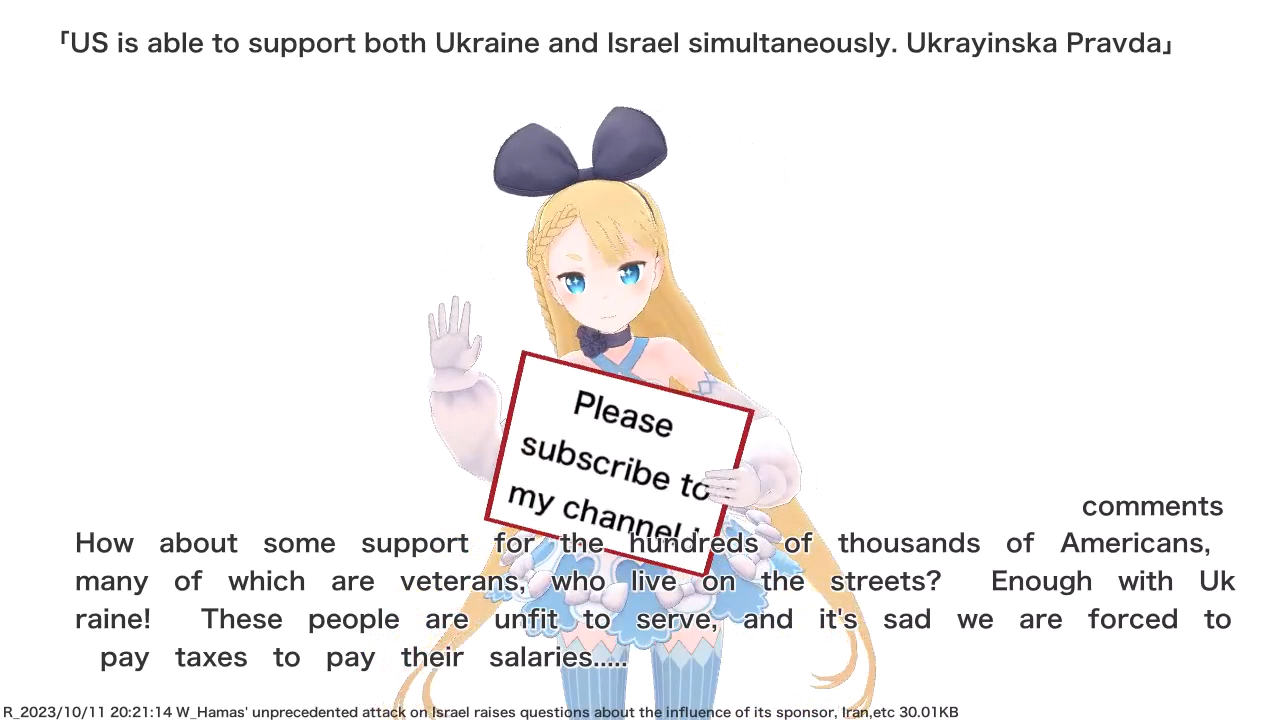 「US is able to support both Ukraine and Israel simultaneously. Ukrayinska Pravda」
Please
subscribe to
my channel
comments
How about some support for the hundreds of thousands of Americans,
many of which are veterans, who live on the streets? Enough with Uk
raine! These people are unfit to serve, and it's sad we are forced to
pay taxes to pay their salaries.....
R_2023/10/11 20:21:14 W_Hamas' unprecedented attack on Israel raises questions about the influence of its sponsor, Iran,etc 30.01KB